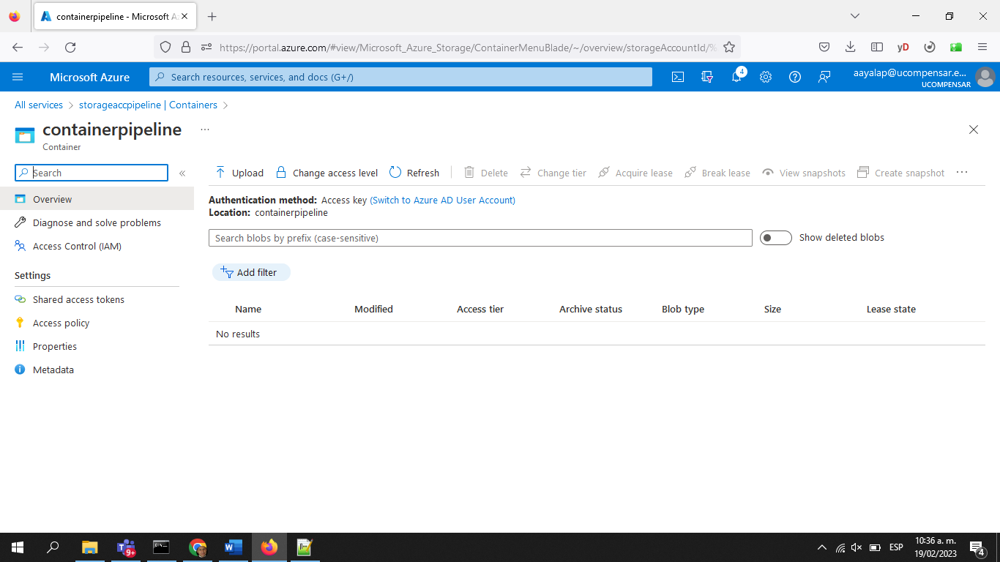 containerpipeline - Microsoft A
https://portal.azure.com/#view/Microsoft_Azure_Storage/ContainerMenuBlade/~/overview/storageAccountId/%
yD
Microsoft Azure
Search resources, services, and docs (G+/)
4
aayalap@ucompensar.e...
UCOMPENSAR
All services > storageaccpipeline | Containers >
containerpipeline
...
Container
Search
«
Upload Change access level Refresh Delete Change tier Acquire lease Break lease View snapshots Create snapshot ...
Overview
Diagnose and solve problems
Access Control (IAM)
Settings
Shared access tokens
Access policy
Properties
Metadata
Authentication method: Access key (Switch to Azure AD User Account)
Location: containerpipeline
Search blobs by prefix (case-sensitive)
Show deleted blobs
Add filter
Name Modified Access tier Archive status Blob type Size Lease state
No results
9+
ESP
10:36 a. m.
19/02/2023
4